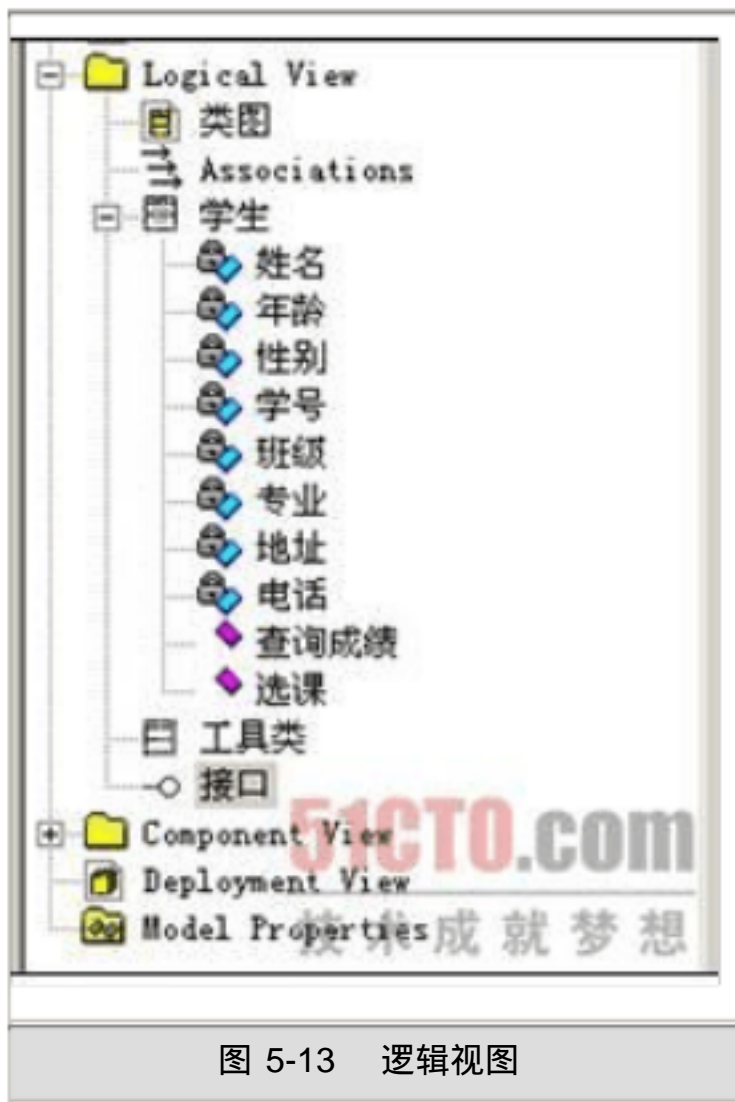 Logical View
类图
Associations
学生
姓名
年龄
性别
学号
班级
专业
地址
电话
查询成绩
选课
工具类
接口
Component View
51CTO.com
Deployment View
Model Properties
技术成就梦想
图 5-13 逻辑视图